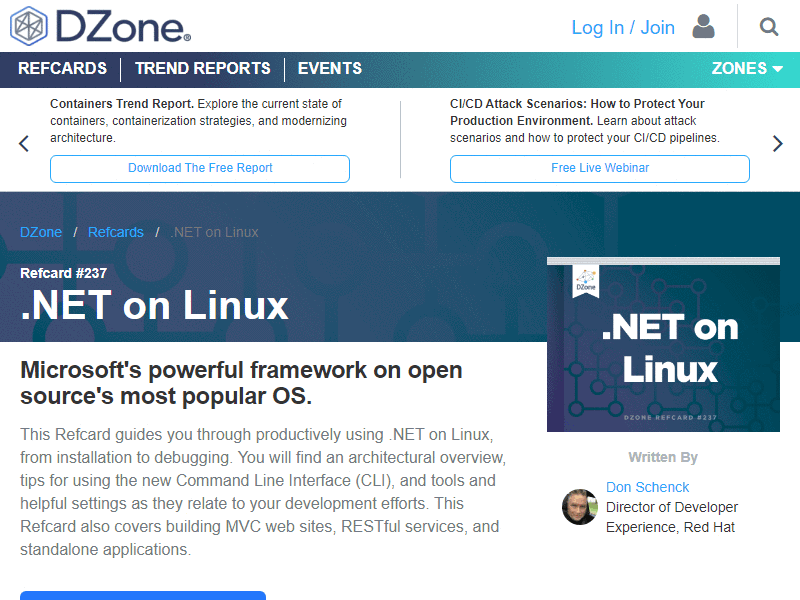 DZone®
Log In / Join
REFCARDS
TREND REPORTS
EVENTS
ZONES
Containers Trend Report. Explore the current state of
containers, containerization strategies, and modernizing
architecture.
Download The Free Report
CI/CD Attack Scenarios: How to Protect Your
Production Environment. Learn about attack
scenarios and how to protect your CI/CD pipelines.
Free Live Webinar
DZone / Refcards / .NET on Linux
Refcard #237
.NET on Linux
DZone
.NET on
Linux
DZONE REFCARD #237
Microsoft's powerful framework on open
source's most popular OS.
This Refcard guides you through productively using .NET on Linux,
from installation to debugging. You will find an architectural overview,
tips for using the new Command Line Interface (CLI), and tools and
helpful settings as they relate to your development efforts. This
Refcard also covers building MVC web sites, RESTful services, and
standalone applications.
Written By
Don Schenck
Director of Developer
Experience, Red Hat